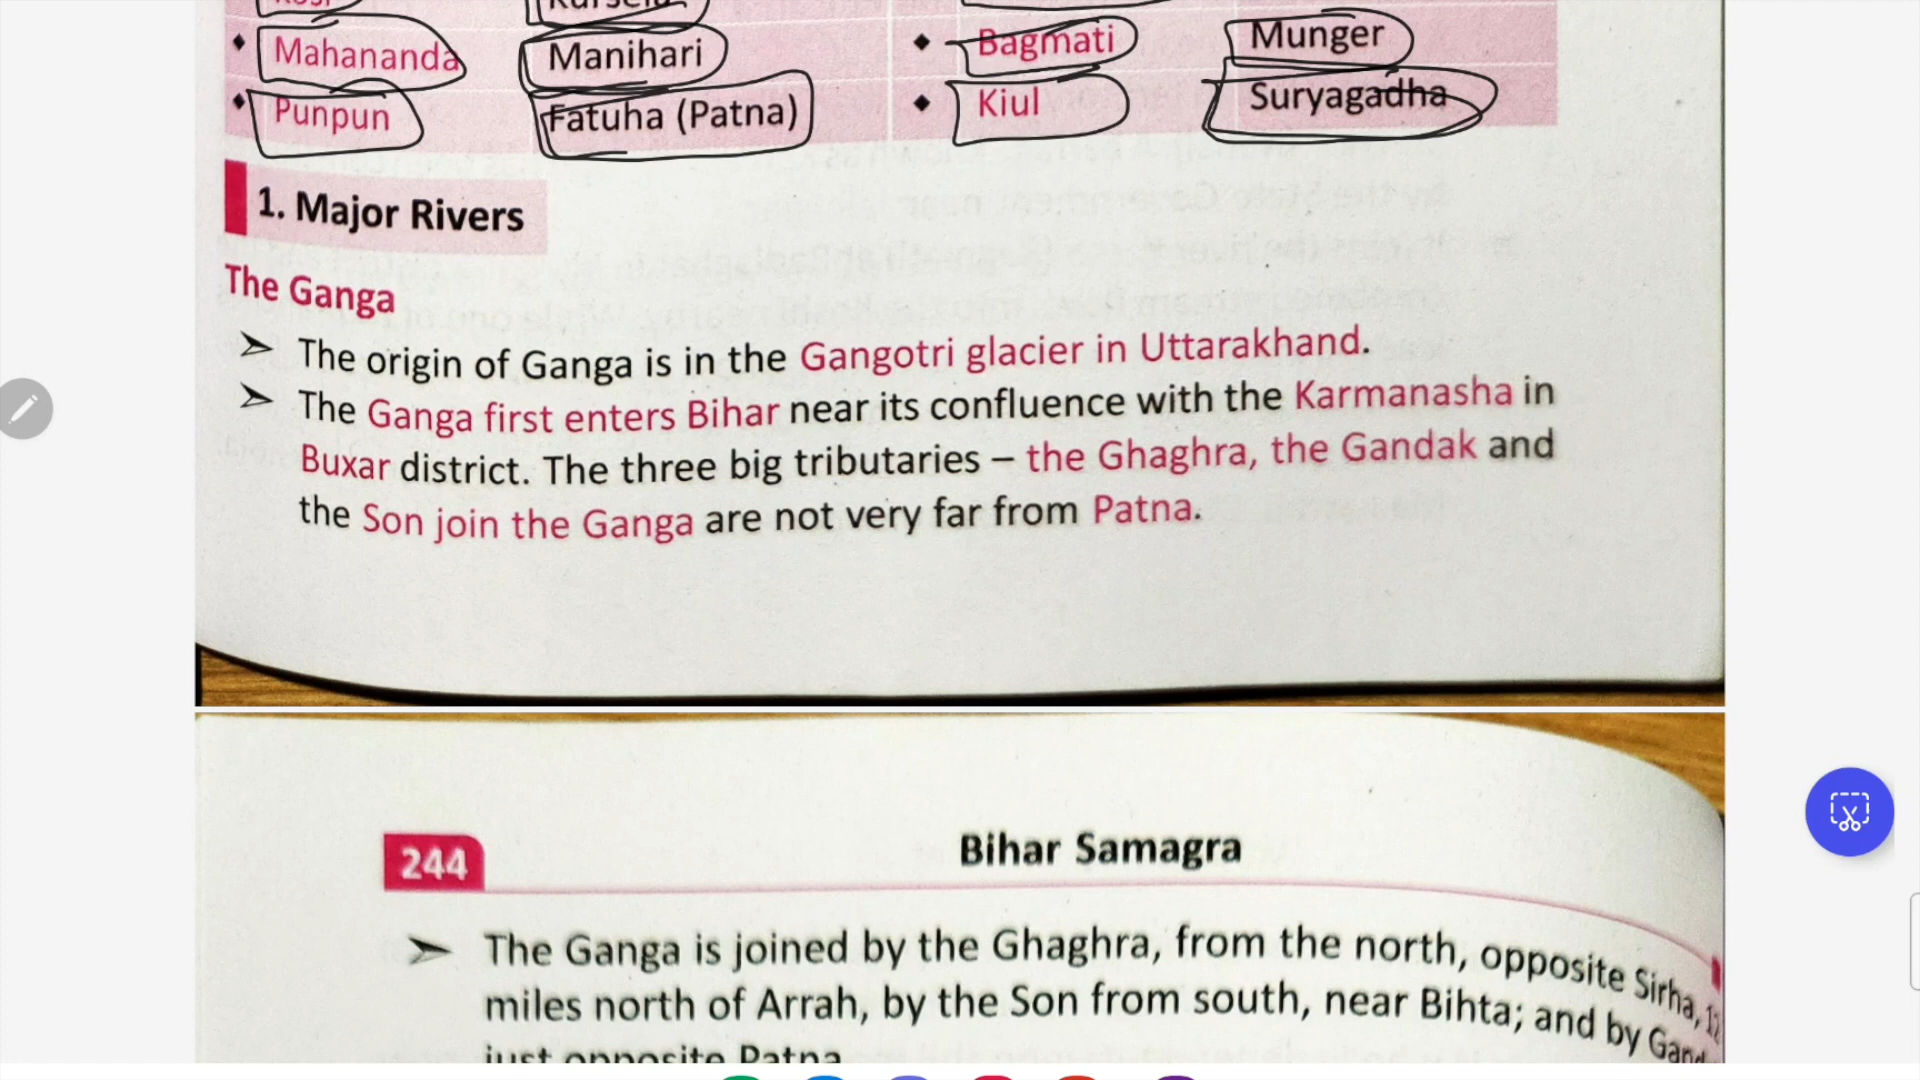 Mahananda Manihari Bagmati Munger
Punpun Fatuha (Patna) Kiul Suryagadha
1. Major Rivers
The Ganga
The origin of Ganga is in the Gangotri glacier in Uttarakhand.
The Ganga first enters Bihar near its confluence with the Karmanasha in
Buxar district. The three big tributaries – the Ghaghra, the Gandak and
the Son join the Ganga are not very far from Patna.
244 Bihar Samagra
The Ganga is joined by the Ghaghra, from the north, opposite Sirha,
miles north of Arrah, by the Son from south, near Bihta; and by
just opposite Patna